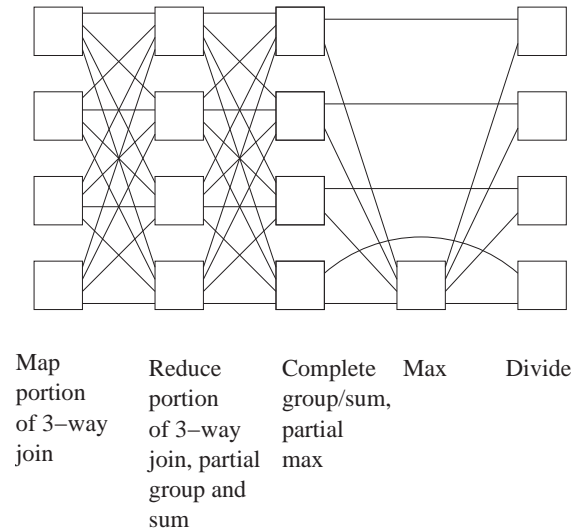 Map
portion
of 3−way
join
Reduce
portion
of 3−way
join, partial
group and
sum
Complete
group/sum,
partial
max
Max
Divide